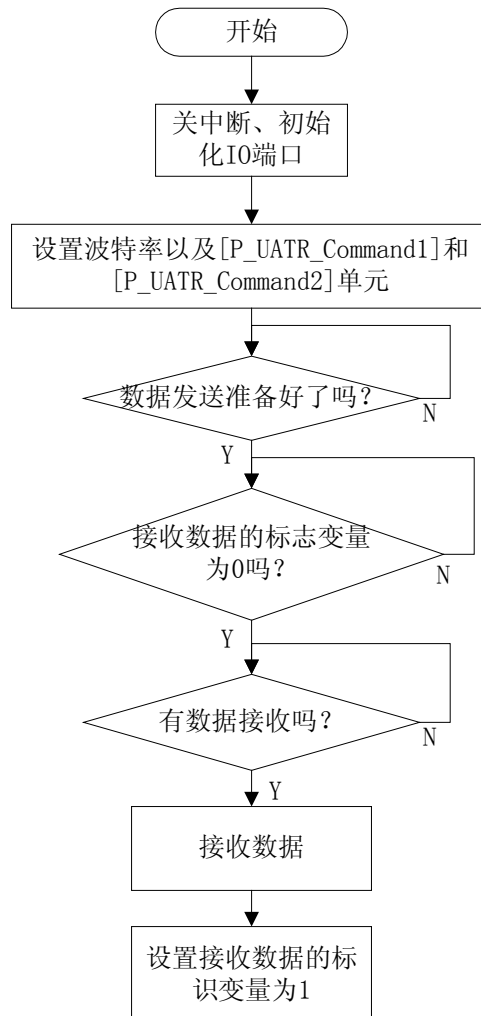 开始
关中断、初始
化IO端口
设置波特率以及[P_UATR_Command1]和
[P_UATR_Command2]单元
数据发送准备好了吗？
N
Y
接收数据的标志变量
为0吗？
N
Y
有数据接收吗？
N
Y
接收数据
设置接收数据的标
识变量为1